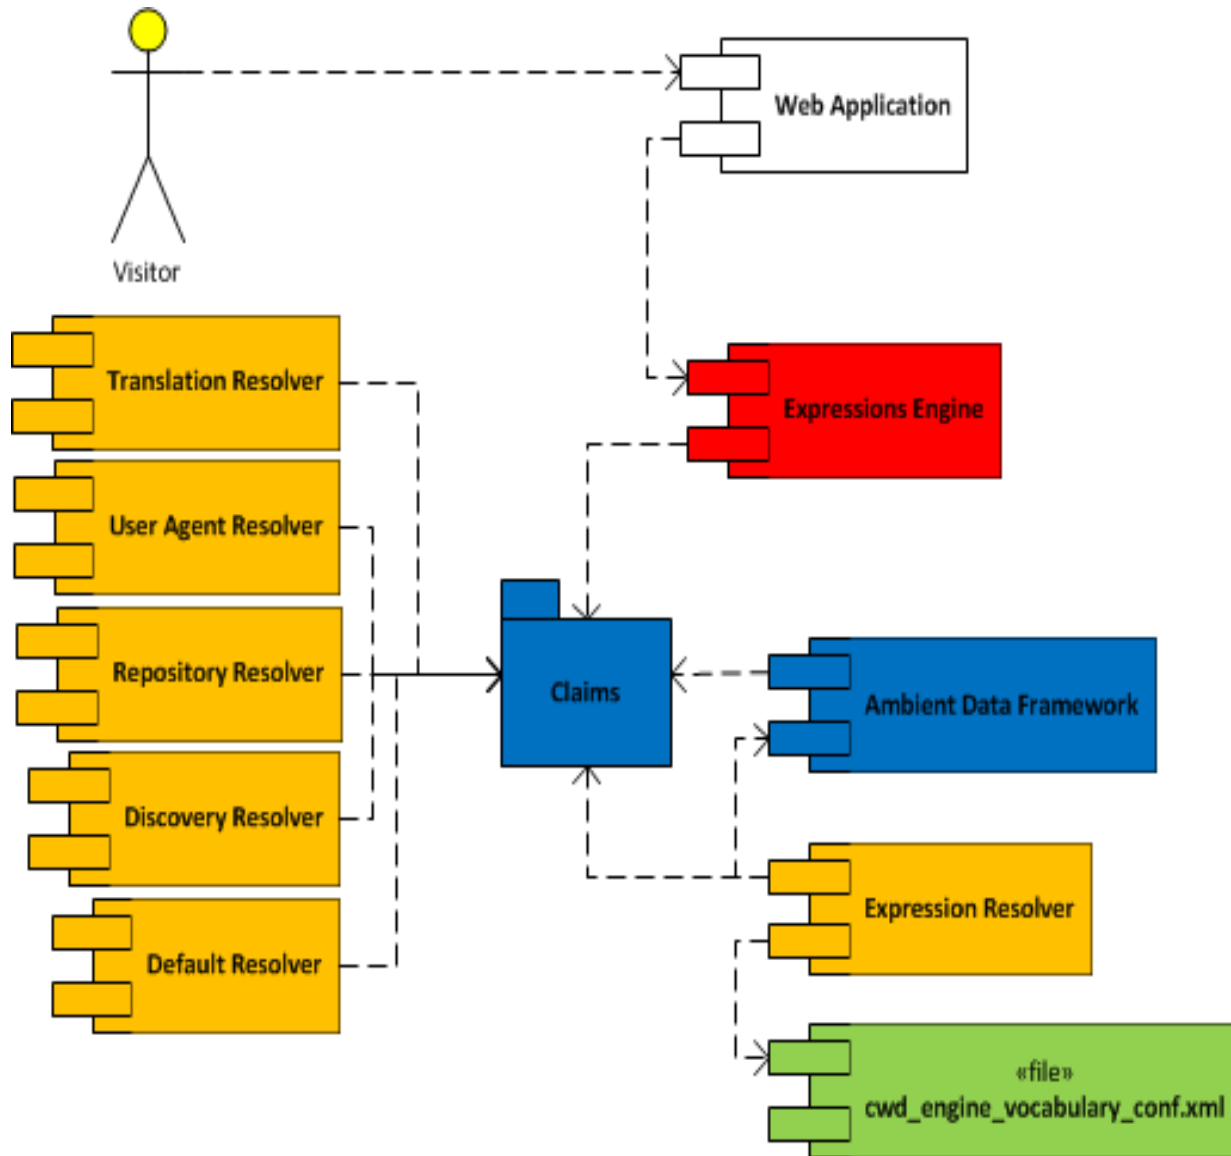 Web Application
Visitor
Translation Resolver
Expressions Engine
User Agent Resolver
Repository Resolver
Claims
Ambient Data Framework
Discovery Resolver
Expression Resolver
Default Resolver
«file»
cwd_engine_vocabulary_conf.xml